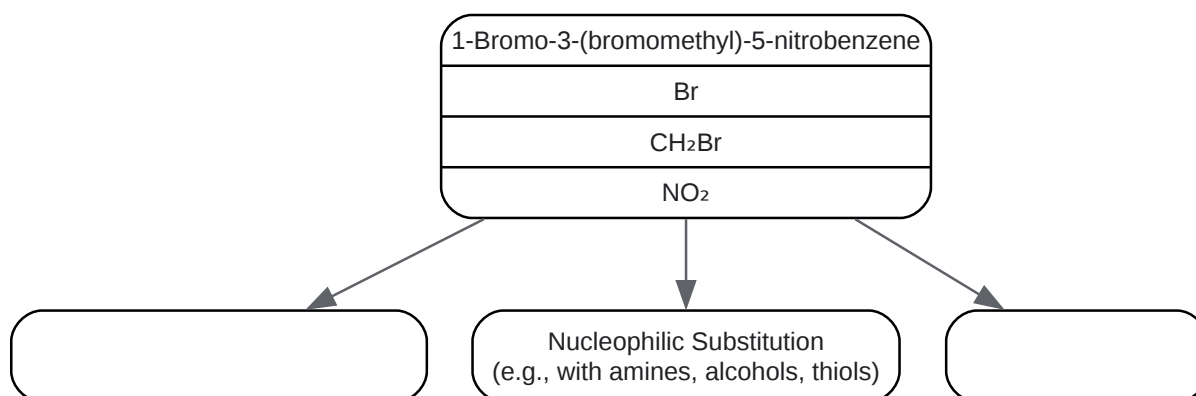 1-Bromo-3-(bromomethyl)-5-nitrobenzene
Br
CH₂Br
NO₂
Nucleophilic Substitution
(e.g., with amines, alcohols, thiols)